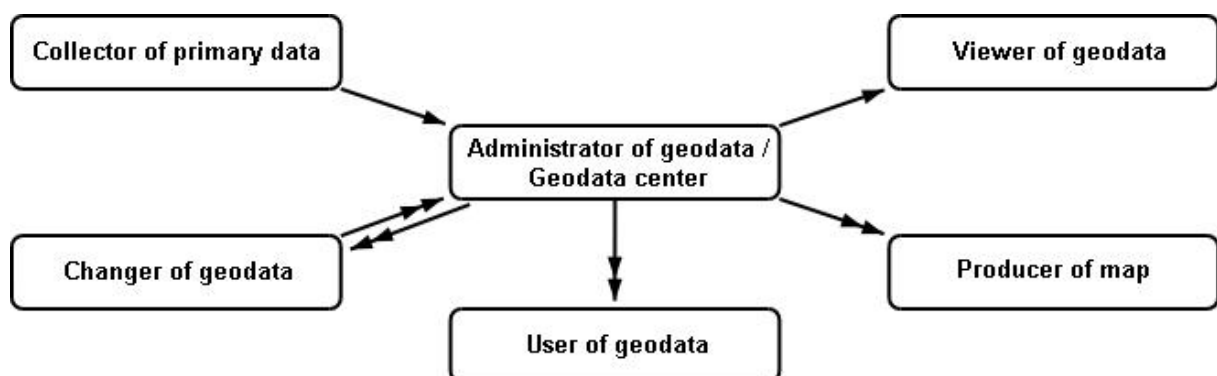 Collector of primary data
Viewer of geodata
Administrator of geodata /
Geodata center
Changer of geodata
Producer of map
User of geodata